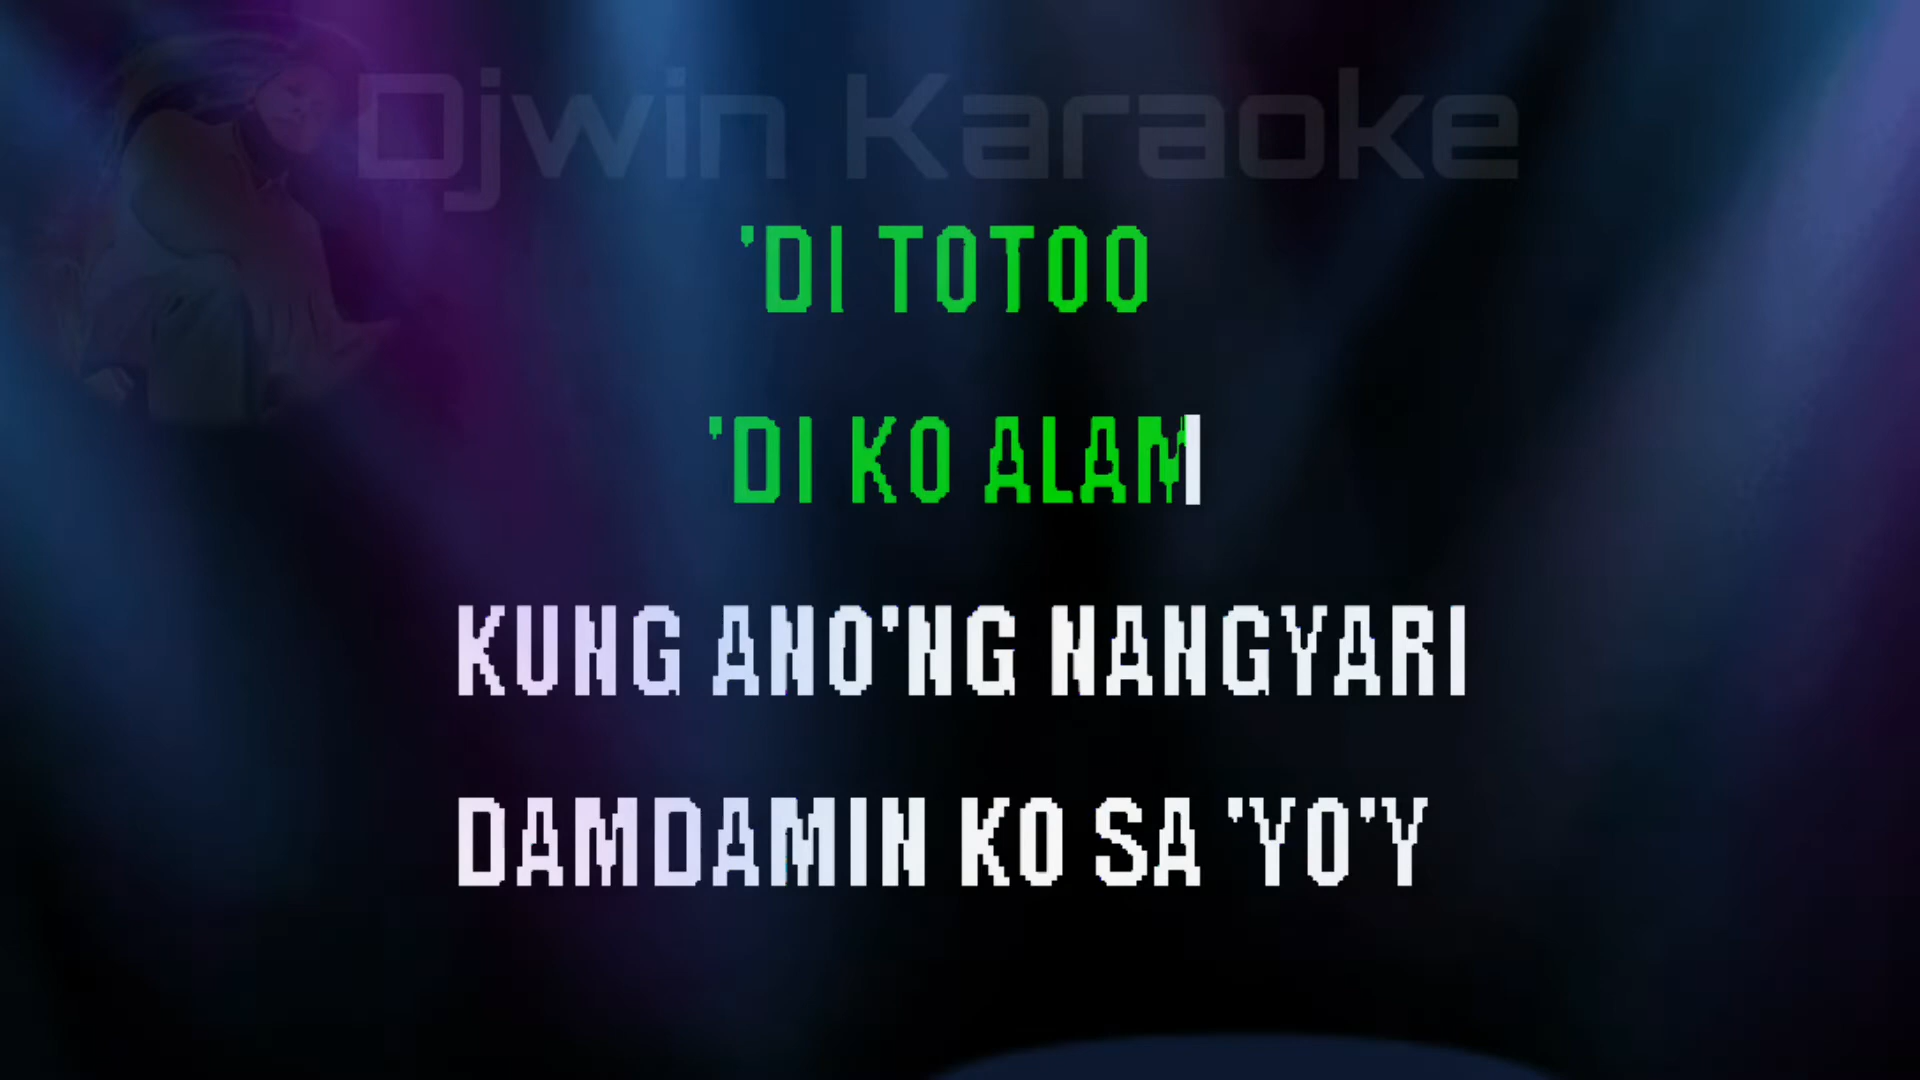 Djwin Karaoke
'DI TOTOO
'DI KO ALAM
KUNG ANO'NG NANGYARI
DAMDAMIN KO SA 'YO'Y